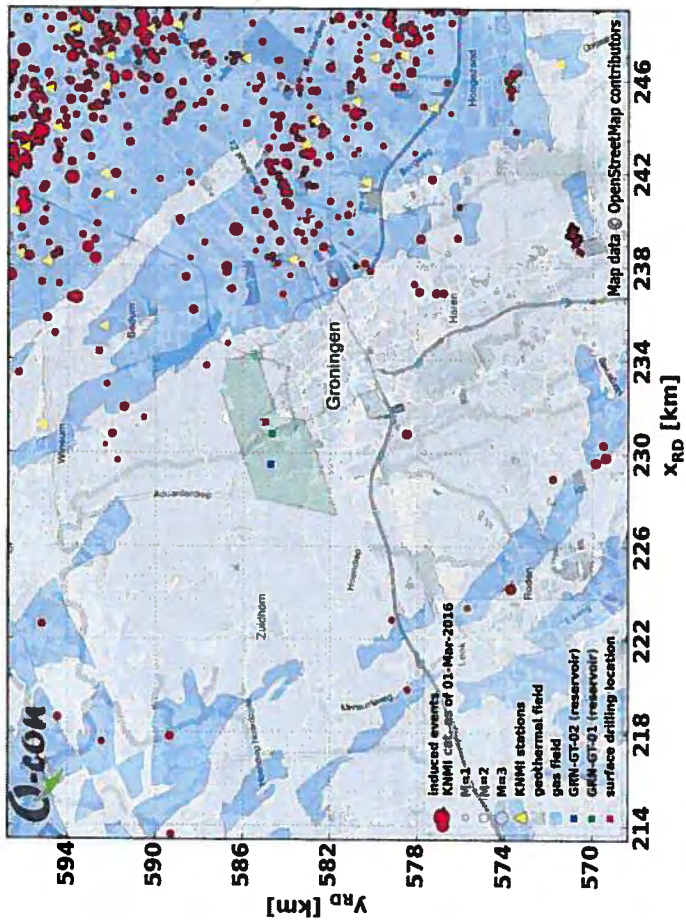 Q-con
594
590
586
582
578
574
570
y_RD [km]
214
218
222
226
230
234
238
242
246
x_RD [km]
Winsum
Bedum
Aduarderdiep
Zuidhorn
Hoendiep
Groningen
Haren
Hoogezand
Leek
Roden
induced events
KNMI cat. as of 01-Mar-2016
M=1
M=2
M=3
KNMI stations
geothermal field
gas field
GRN-GT-02 (reservoir)
GRN-GT-01 (reservoir)
surface drilling location
Map data © OpenStreetMap contributors